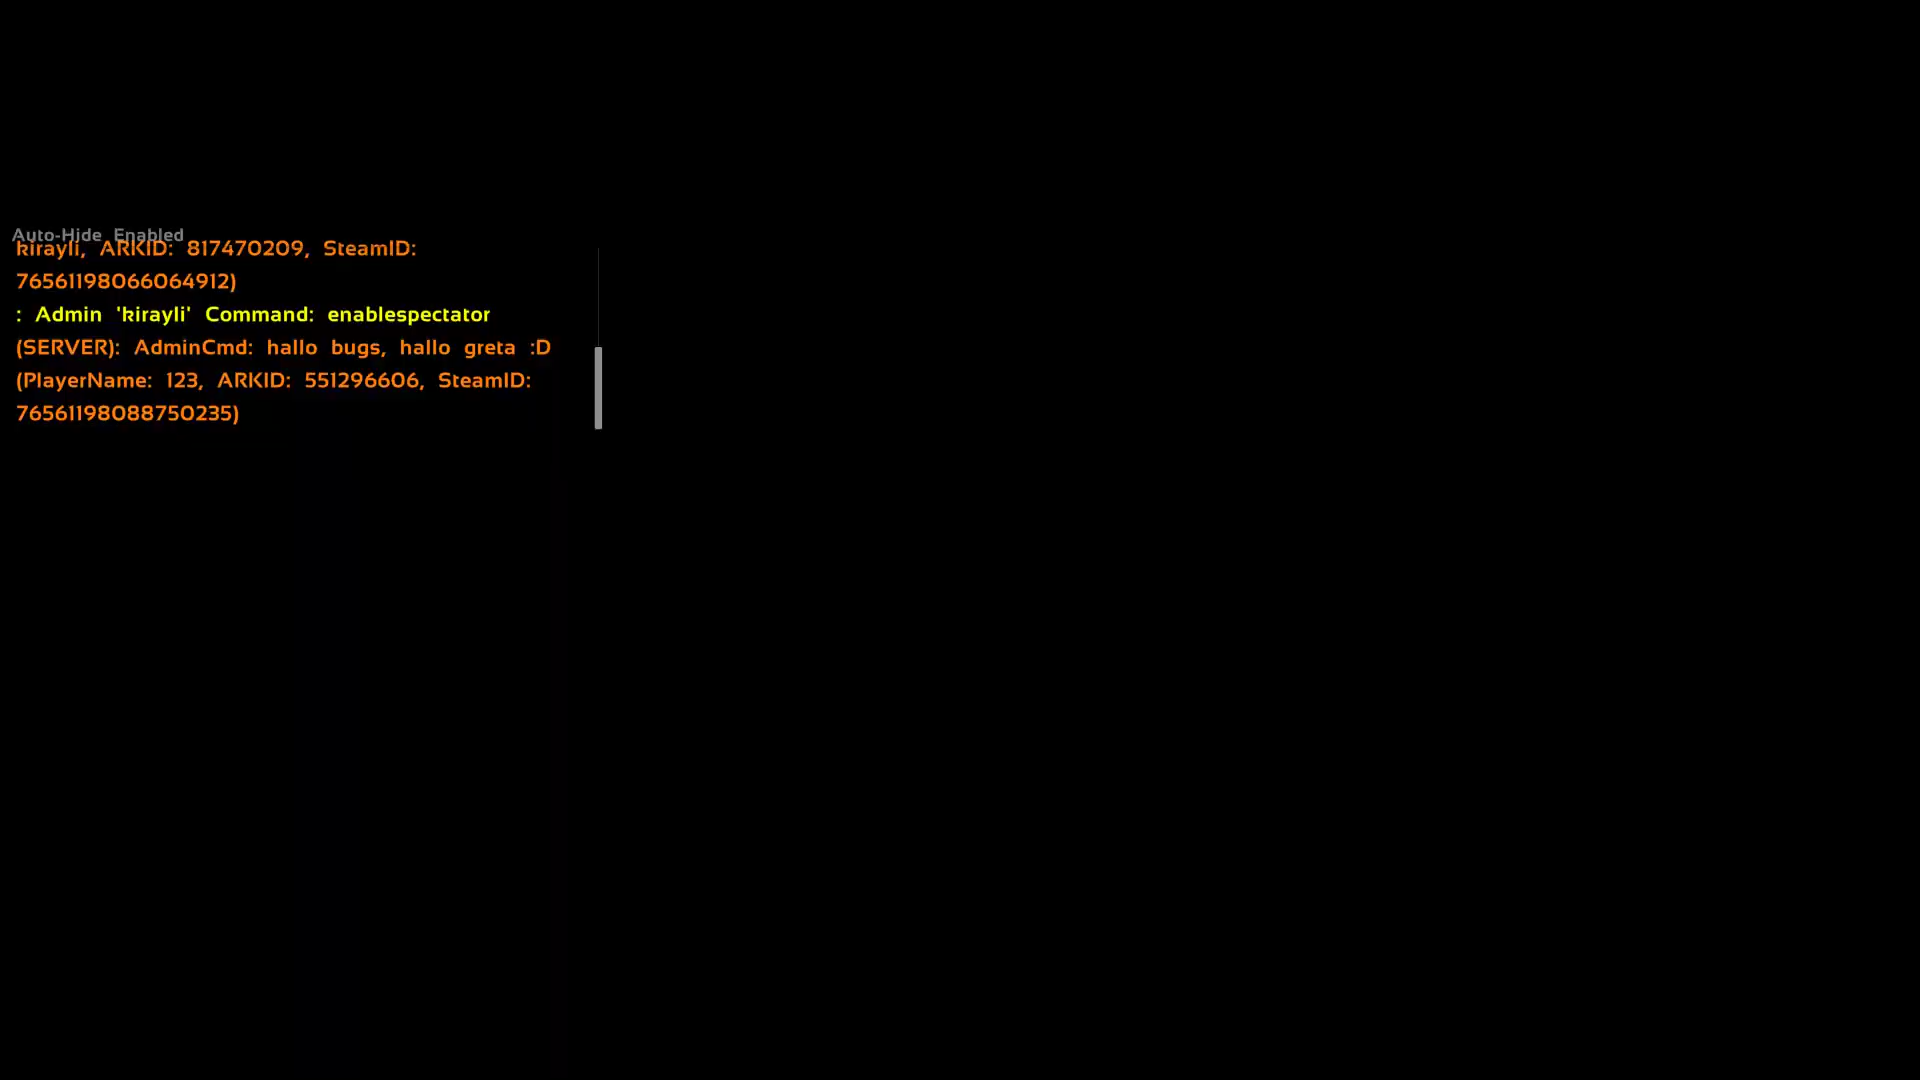 Auto-Hide Enabled
kirayli, ARKID: 817470209, SteamID:
76561198066064912)
: Admin 'kirayli' Command: enablespectator
(SERVER): AdminCmd: hallo bugs, hallo greta :D
(PlayerName: 123, ARKID: 551296606, SteamID:
76561198088750235)